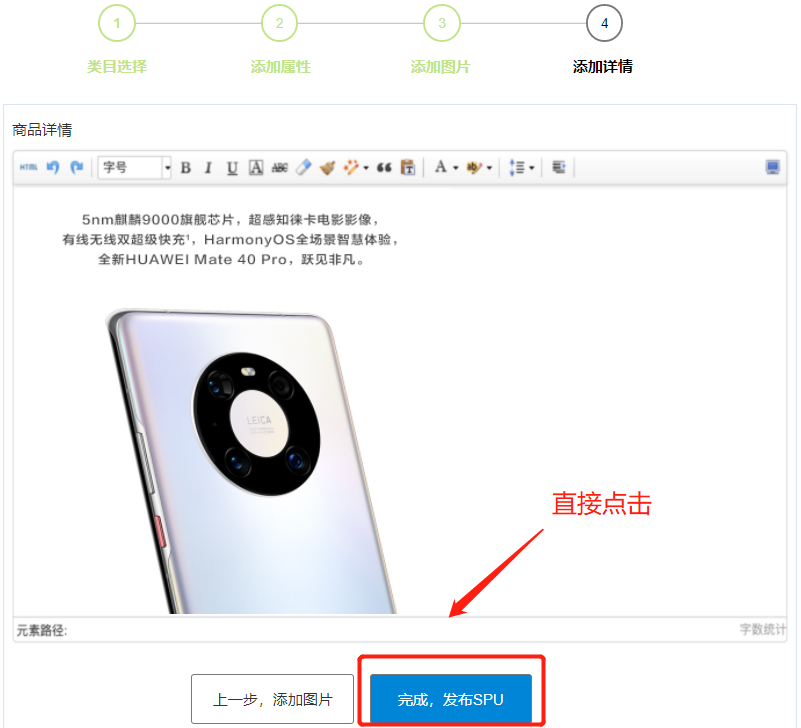 1 2 3 4
类目选择 添加属性 添加图片 添加详情
商品详情
HTML 字号 B I U A ABC T A ab
5nm麒麟9000旗舰芯片，超感知徕卡电影影像，
有线无线双超级快充¹，HarmonyOS全场景智慧体验，
全新HUAWEI Mate 40 Pro，跃见非凡。
LEICA
直接点击
元素路径: 字数统计
上一步，添加图片 完成，发布SPU